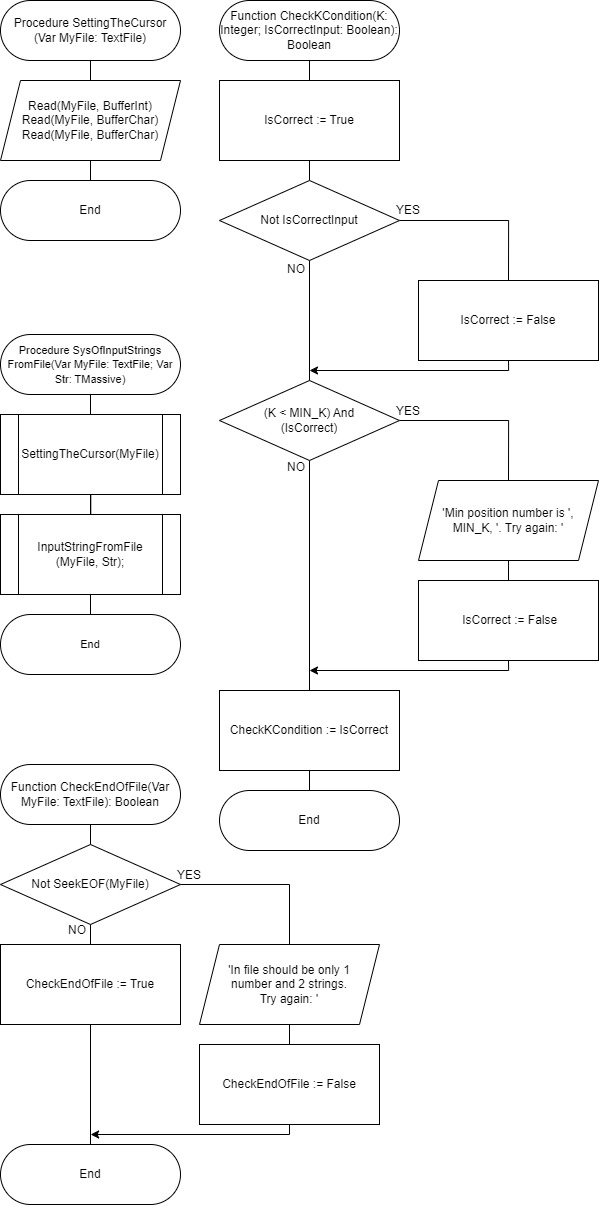 Procedure SettingTheCursor
(Var MyFile: TextFile)
Read(MyFile, BufferInt)
Read(MyFile, BufferChar)
Read(MyFile, BufferChar)
End
Function CheckKCondition(K:
Integer; IsCorrectInput: Boolean):
Boolean
IsCorrect := True
Not IsCorrectInput
YES
NO
IsCorrect := False
(K < MIN_K) And
(IsCorrect)
YES
NO
'Min position number is ',
MIN_K, '. Try again: '
IsCorrect := False
CheckKCondition := IsCorrect
End
Procedure SysOfInputStrings
FromFile(Var MyFile: TextFile; Var
Str: TMassive)
SettingTheCursor(MyFile)
InputStringFromFile
(MyFile, Str);
End
Function CheckEndOfFile(Var
MyFile: TextFile): Boolean
Not SeekEOF(MyFile)
YES
NO
CheckEndOfFile := True
'In file should be only 1
number and 2 strings.
Try again: '
CheckEndOfFile := False
End